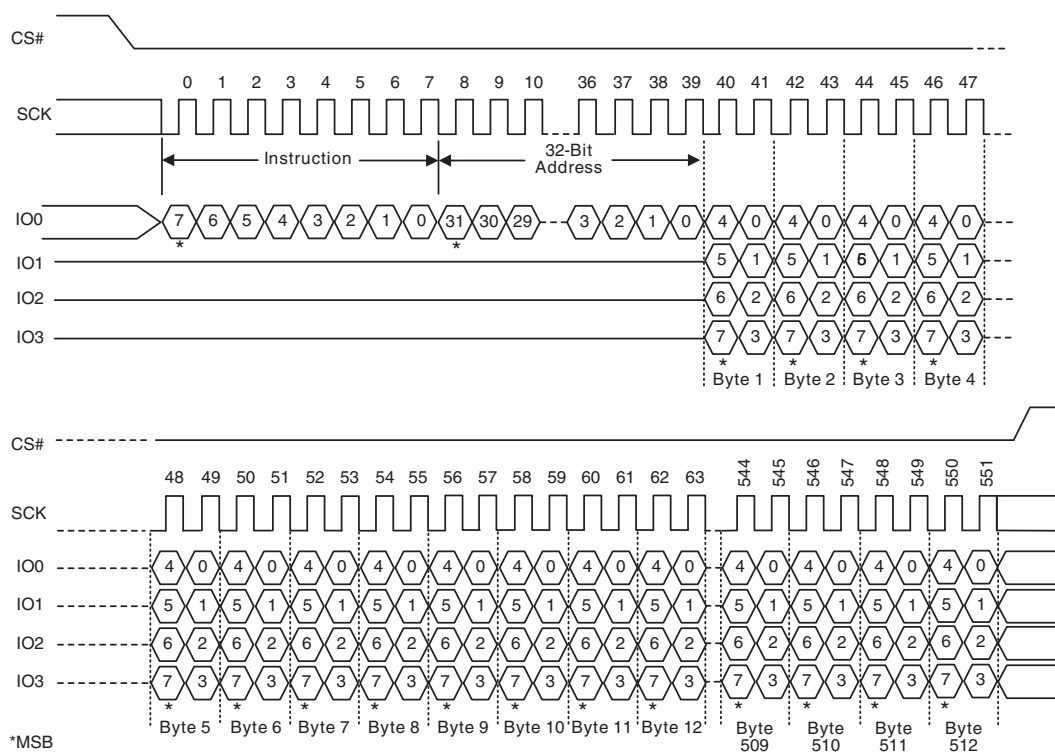 CS#
0 1 2 3 4 5 6 7 8 9 10 36 37 38 39 40 41 42 43 44 45 46 47
SCK
Instruction
32-Bit
Address
IO0 7 6 5 4 3 2 1 0 31 30 29 3 2 1 0 4 0 4 0 4 0 4 0
* *
IO1 5 1 5 1 6 1 5 1
IO2 6 2 6 2 6 2 6 2
IO3 7 3 7 3 7 3 7 3
* * * *
Byte 1 Byte 2 Byte 3 Byte 4
CS#
48 49 50 51 52 53 54 55 56 57 58 59 60 61 62 63 544 545 546 547 548 549 550 551
SCK
IO0 4 0 4 0 4 0 4 0 4 0 4 0 4 0 4 0 4 0 4 0 4 0 4 0
IO1 5 1 5 1 5 1 5 1 5 1 5 1 5 1 5 1 5 1 5 1 5 1 5 1
IO2 6 2 6 2 6 2 6 2 6 2 6 2 6 2 6 2 6 2 6 2 6 2 6 2
IO3 7 3 7 3 7 3 7 3 7 3 7 3 7 3 7 3 7 3 7 3 7 3 7 3
* * * * * * * * * * * *
Byte 5 Byte 6 Byte 7 Byte 8 Byte 9 Byte 10 Byte 11 Byte 12 Byte Byte Byte Byte
509 510 511 512
*MSB